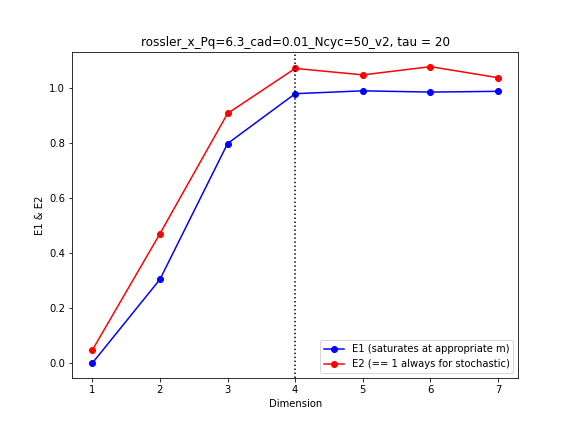 rossler_x_Pq=6.3_cad=0.01_Ncyc=50_v2, tau = 20
E1 & E2
1.0
0.8
0.6
0.4
0.2
0.0
E1 (saturates at appropriate m)
E2 (== 1 always for stochastic)
1 2 3 4 5 6 7
Dimension